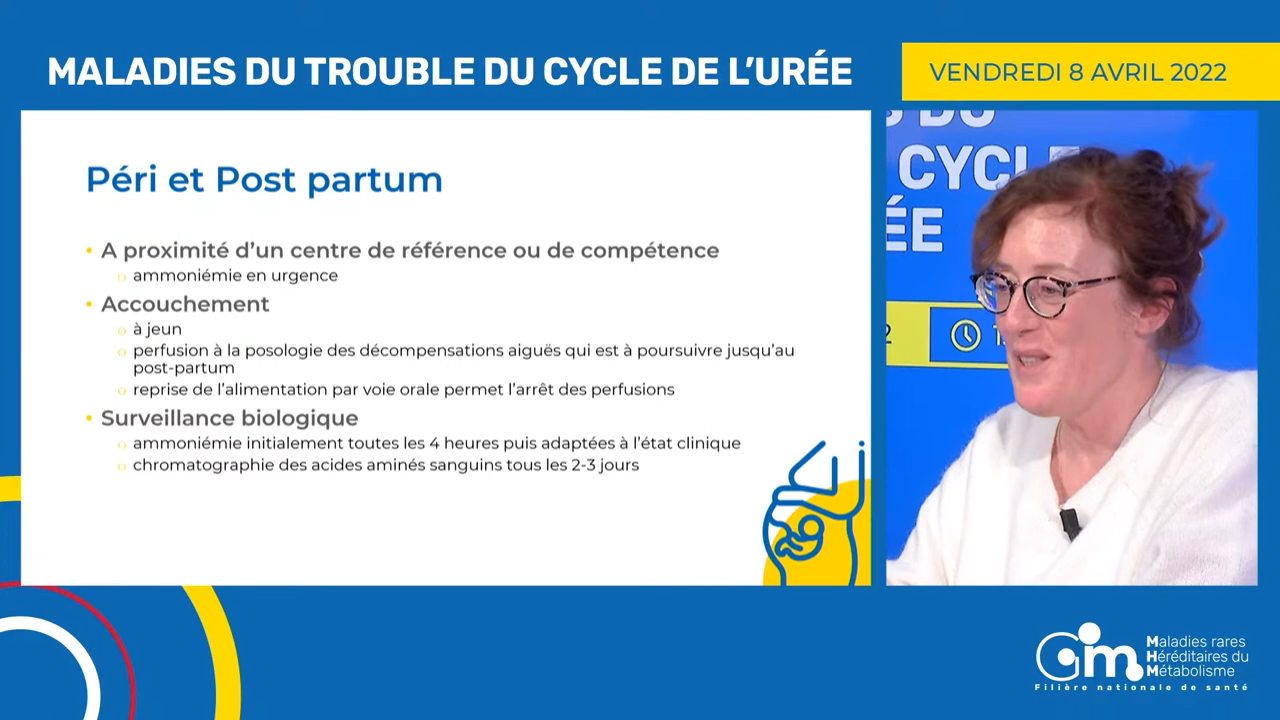 MALADIES DU TROUBLE DU CYCLE DE L'URÉE
VENDREDI 8 AVRIL 2022
Péri et Post partum
• A proximité d'un centre de référence ou de compétence
o ammoniémie en urgence
• Accouchement
o à jeun
o perfusion à la posologie des décompensations aiguës qui est à poursuivre jusqu'au
post-partum
o reprise de l'alimentation par voie orale permet l'arrêt des perfusions
• Surveillance biologique
o ammoniémie initialement toutes les 4 heures puis adaptées à l'état clinique
o chromatographie des acides aminés sanguins tous les 2-3 jours
DU
CYCLE
ÉE
2
Maladies rares
Héréditaires du
Métabolisme
Filière nationale de santé